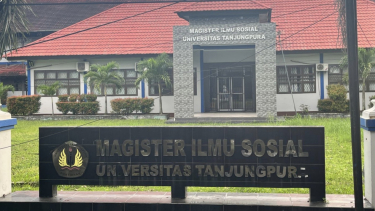 MAGISTER ILMU SOSIAL
UNIVERSITAS TANJUNGPURA
MAGISTER ILMU SOSIAL
UN VERSITAS TANJUNGPUR